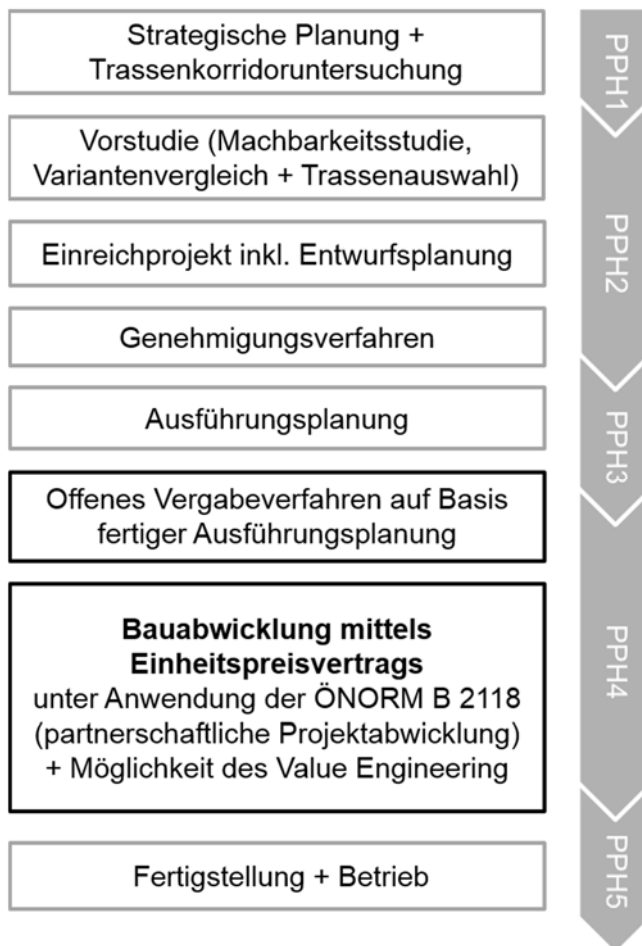 Strategische Planung +
Trassenkorridoruntersuchung
PPH1
Vorstudie (Machbarkeitsstudie,
Variantenvergleich + Trassenauswahl)
PPH2
Einreichprojekt inkl. Entwurfsplanung
Genehmigungsverfahren
Ausführungsplanung
PPH3
Offenes Vergabeverfahren auf Basis
fertiger Ausführungsplanung
Bauabwicklung mittels
Einheitspreisvertrags
unter Anwendung der ÖNORM B 2118
(partnerschaftliche Projektabwicklung)
+ Möglichkeit des Value Engineering
PPH4
Fertigstellung + Betrieb
PPH5